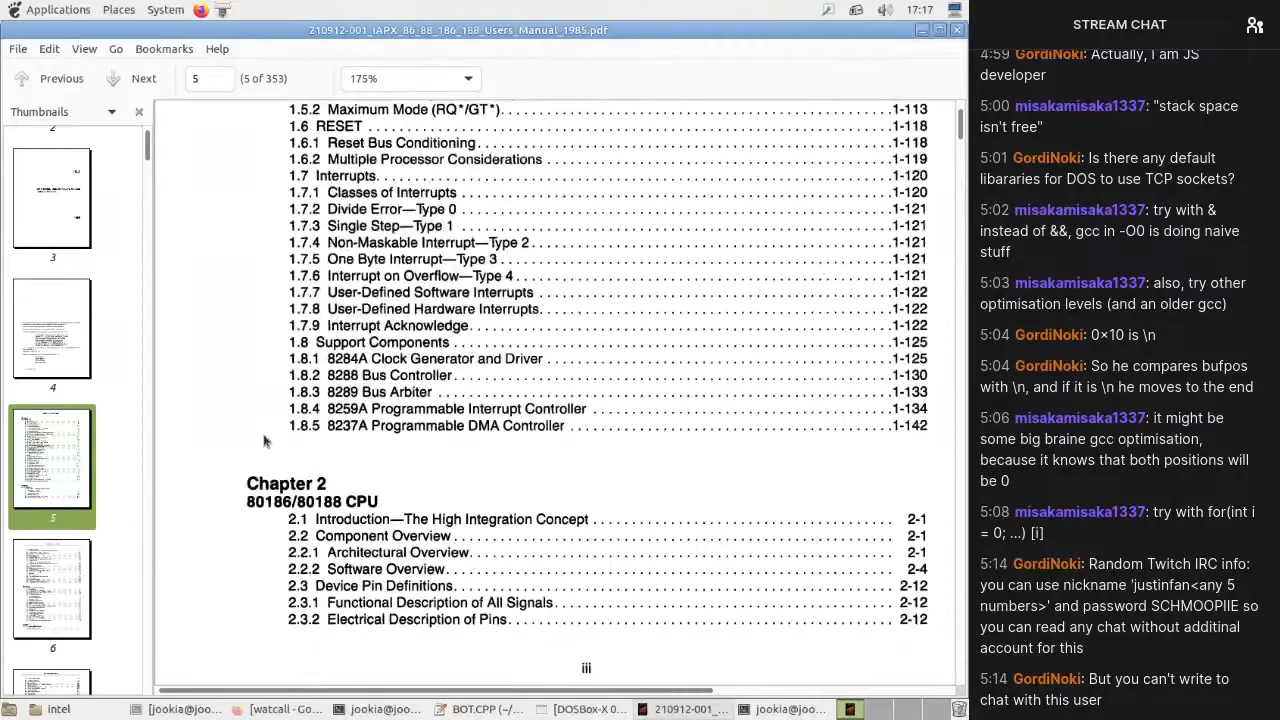 Applications Places System 17:17
210912-001_iAPX_86_88_186_188_Users_Manual_1985.pdf
File Edit View Go Bookmarks Help
Previous Next 5 (5 of 353) 175%
Thumbnails
2
3
4
5
6
1.5.2 Maximum Mode (RQ*/GT*). 1-113
1.6 RESET 1-118
1.6.1 Reset Bus Conditioning 1-118
1.6.2 Multiple Processor Considerations 1-119
1.7 Interrupts. 1-120
1.7.1 Classes of Interrupts 1-120
1.7.2 Divide Error—Type 0 1-121
1.7.3 Single Step—Type 1 1-121
1.7.4 Non-Maskable Interrupt—Type 2 1-121
1.7.5 One Byte Interrupt—Type 3 1-121
1.7.6 Interrupt on Overflow—Type 4 1-121
1.7.7 User-Defined Software Interrupts 1-122
1.7.8 User-Defined Hardware Interrupts. 1-122
1.7.9 Interrupt Acknowledge. 1-122
1.8 Support Components 1-125
1.8.1 8284A Clock Generator and Driver 1-125
1.8.2 8288 Bus Controller 1-130
1.8.3 8289 Bus Arbiter 1-133
1.8.4 8259A Programmable Interrupt Controller 1-134
1.8.5 8237A Programmable DMA Controller 1-142
Chapter 2
80186/80188 CPU
2.1 Introduction—The High Integration Concept 2-1
2.2 Component Overview 2-1
2.2.1 Architectural Overview. 2-1
2.2.2 Software Overview 2-4
2.3 Device Pin Definitions 2-12
2.3.1 Functional Description of All Signals 2-12
2.3.2 Electrical Description of Pins 2-12
iii
intel [jookia@joo... [watcall - Go... jookia@joo... BOT.CPP (~/... [DOSBox-X 0... 210912-001_... jookia@joo...
STREAM CHAT
4:59 GordiNoki: Actually, I am JS
developer
5:00 misakamisaka1337: "stack space
isn't free"
5:01 GordiNoki: Is there any default
libararies for DOS to use TCP sockets?
5:02 misakamisaka1337: try with &
instead of &&, gcc in -O0 is doing naive
stuff
5:03 misakamisaka1337: also, try other
optimisation levels (and an older gcc)
5:04 GordiNoki: 0×10 is \n
5:04 GordiNoki: So he compares bufpos
with \n, and if it is \n he moves to the end
5:06 misakamisaka1337: it might be
some big braine gcc optimisation,
because it knows that both positions will
be 0
5:08 misakamisaka1337: try with for(int i
= 0; ...) [i]
5:14 GordiNoki: Random Twitch IRC info:
you can use nickname 'justinfan<any 5
numbers>' and password SCHMOOPIIE so
you can read any chat without additinal
account for this
5:14 GordiNoki: But you can't write to
chat with this user